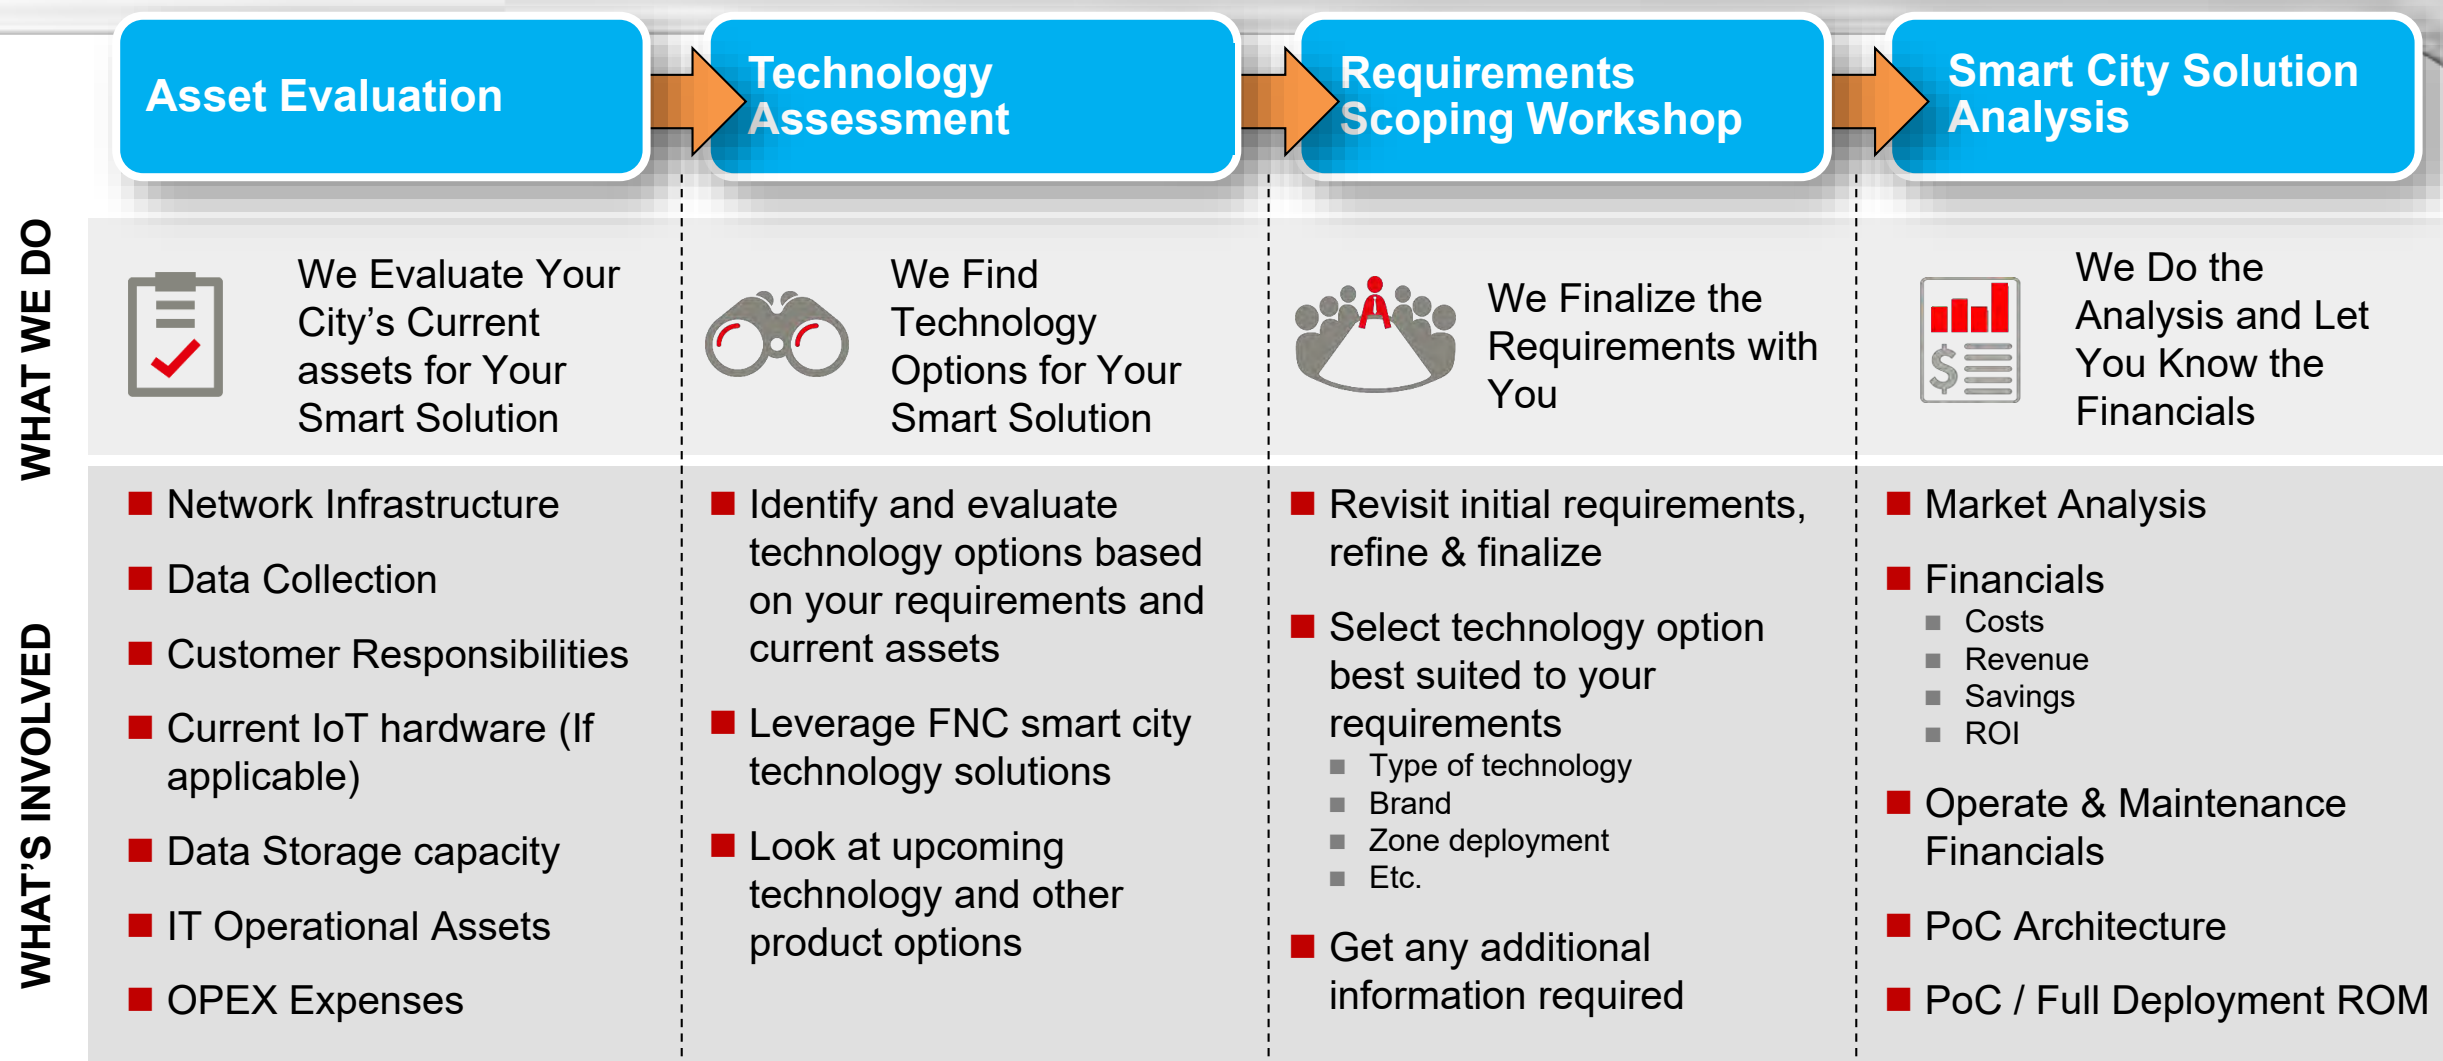 Asset Evaluation
Technology
Assessment
Requirements
Scoping Workshop
Smart City Solution
Analysis
WHAT WE DO
We Evaluate Your
City’s Current
assets for Your
Smart Solution
We Find
Technology
Options for Your
Smart Solution
We Finalize the
Requirements with
You
$
We Do the
Analysis and Let
You Know the
Financials
WHAT’S INVOLVED
Network Infrastructure
Data Collection
Customer Responsibilities
Current IoT hardware (If
applicable)
Data Storage capacity
IT Operational Assets
OPEX Expenses
Identify and evaluate
technology options based
on your requirements and
current assets
Leverage FNC smart city
technology solutions
Look at upcoming
technology and other
product options
Revisit initial requirements,
refine & finalize
Select technology option
best suited to your
requirements
Type of technology
Brand
Zone deployment
Etc.
Get any additional
information required
Market Analysis
Financials
Costs
Revenue
Savings
ROI
Operate & Maintenance
Financials
PoC Architecture
PoC / Full Deployment ROM